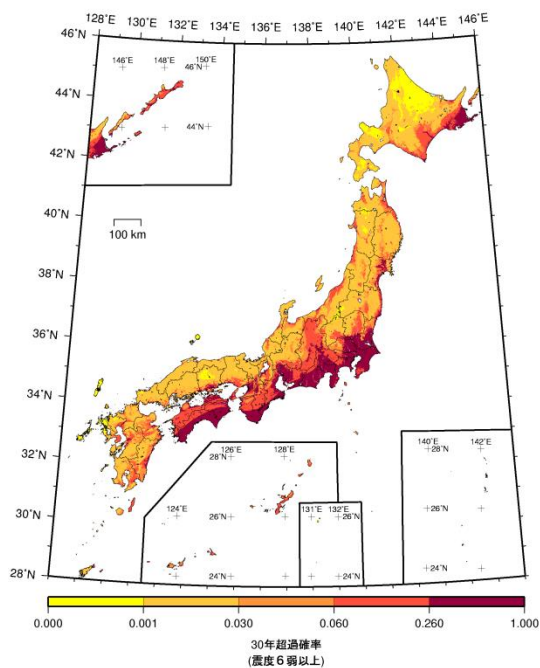 128°E 130°E 132°E 134°E 136°E 138°E 140°E 142°E 144°E 146°E
46°N
44°N
42°N
40°N
38°N
36°N
34°N
32°N
30°N
28°N
146°E 148°E 150°E
46°N
44°N
100 km
126°E 128°E
28°N
124°E
26°N
24°N
131°E 132°E
26°N
24°N
140°E 142°E
28°N
26°N
24°N
0.000 0.001 0.030 0.060 0.260 1.000
30年超過確率
(震度6弱以上)